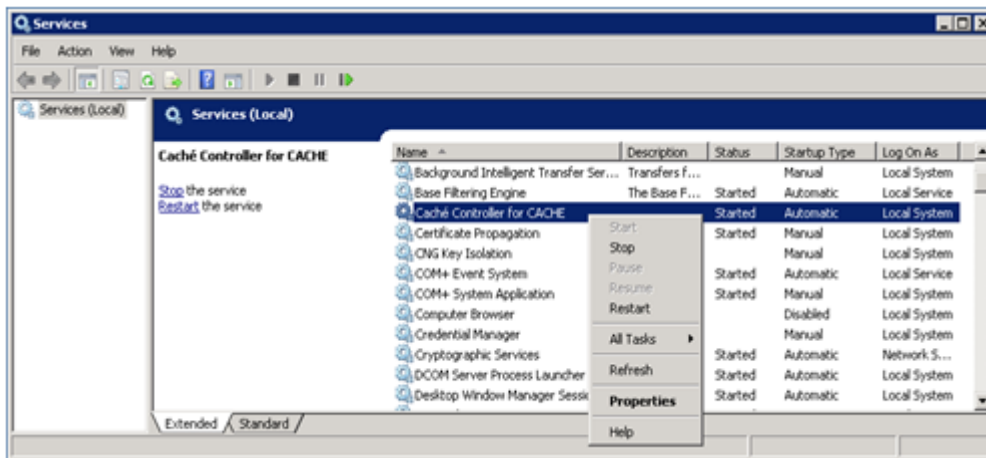 Services
File Action View Help
Services (Local)
Services (Local)
Caché Controller for CACHE
Stop the service
Restart the service
Name Description Status Startup Type Log On As
Background Intelligent Transfer Ser... Transfers f... Manual Local System
Base Filtering Engine The Base F... Started Automatic Local Service
Caché Controller for CACHE Started Automatic Local System
Certificate Propagation Started Manual Local System
CNG Key Isolation Manual Local System
COM+ Event System Started Automatic Local Service
COM+ System Application Started Manual Local System
Computer Browser Disabled Local System
Credential Manager Manual Local System
Cryptographic Services Started Automatic Network S...
DCOM Server Process Launcher Started Automatic Local System
Desktop Window Manager Sessi Started Automatic Local System
Start
Stop
Pause
Resume
Restart
All Tasks
Refresh
Properties
Help
Extended Standard